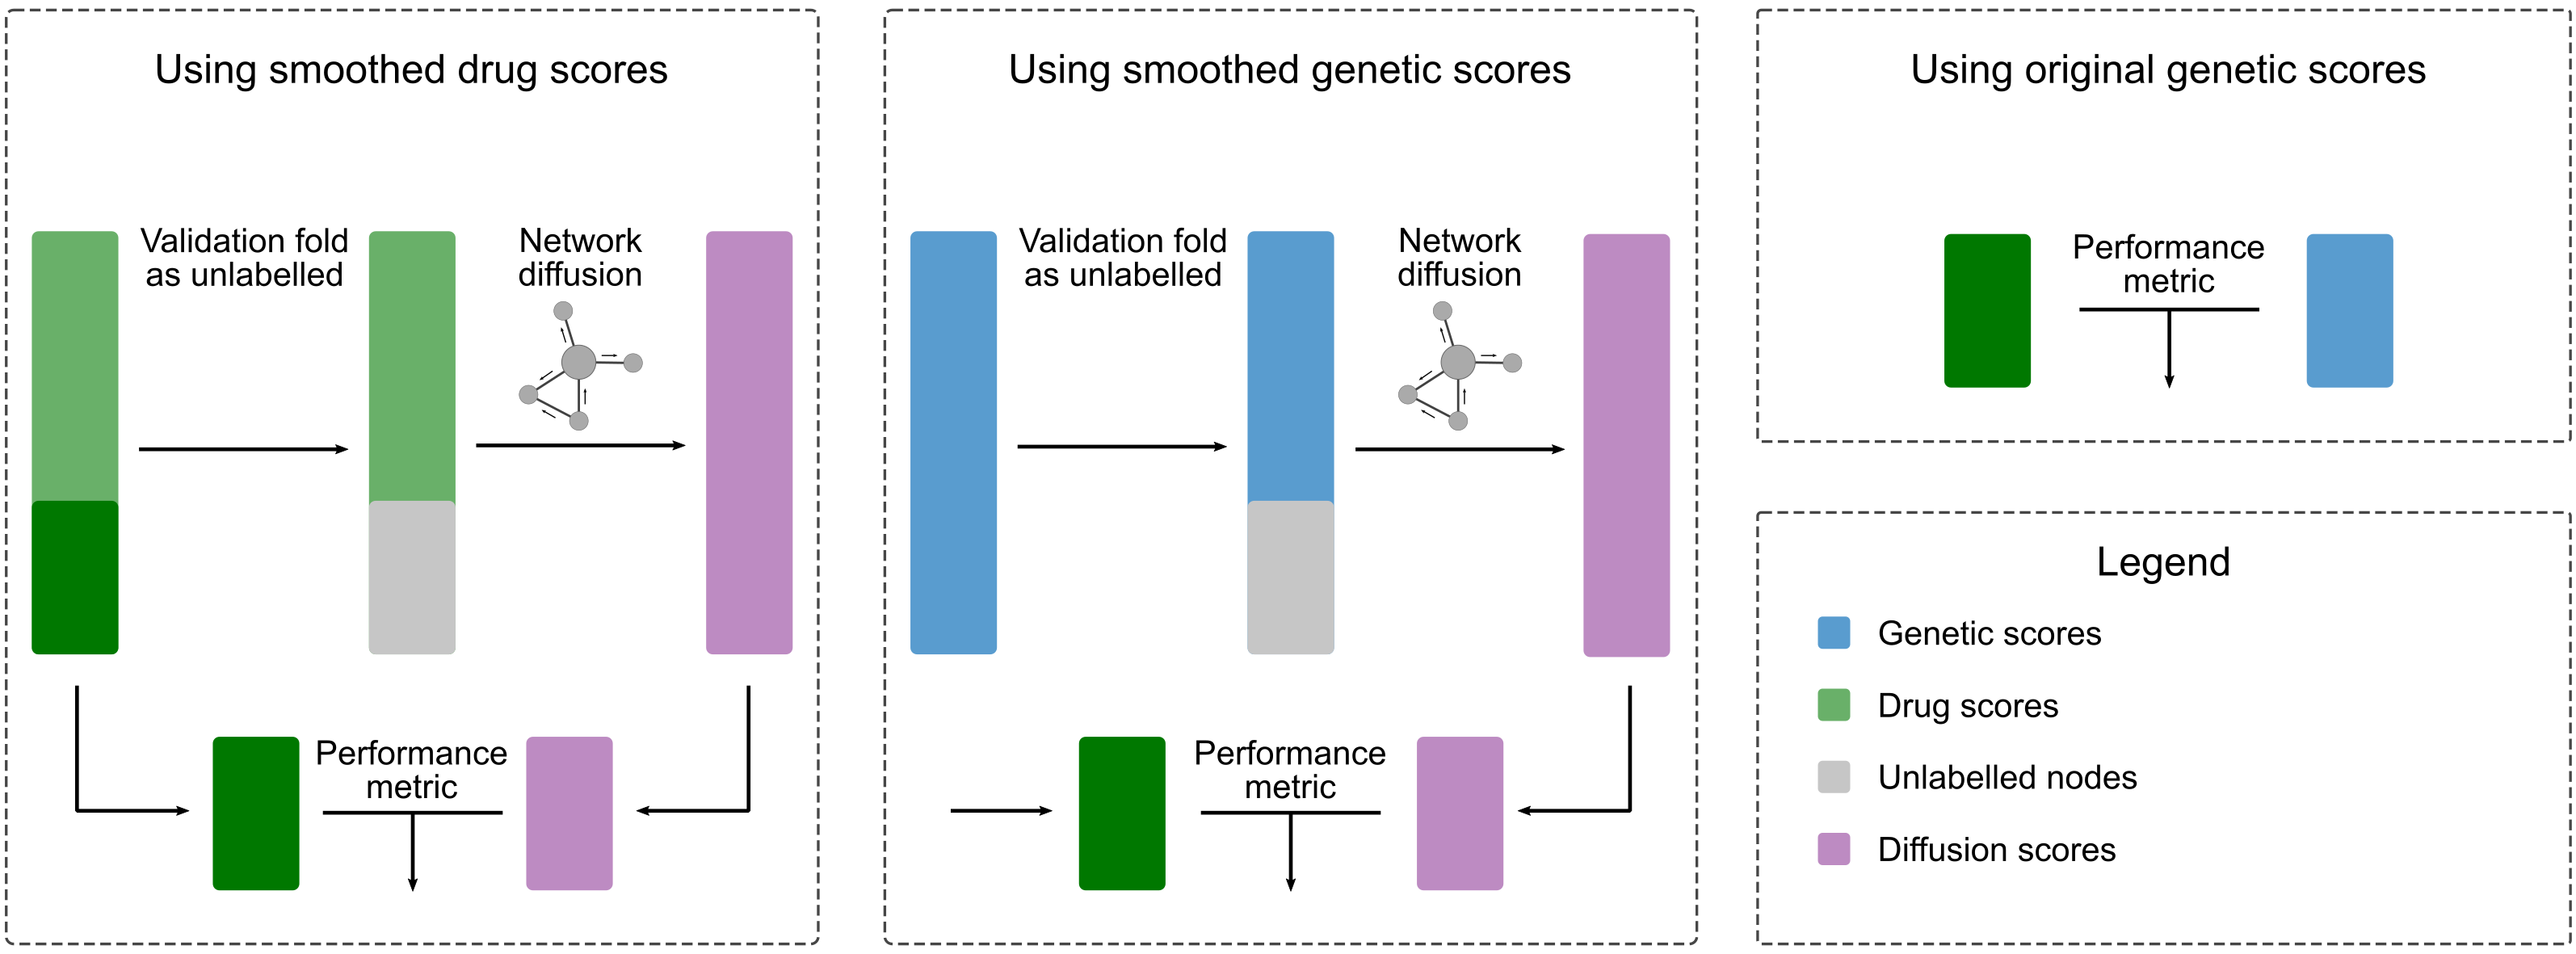 Using smoothed drug scores
Validation fold
as unlabelled
Network
diffusion
Performance
metric
Using smoothed genetic scores
Validation fold
as unlabelled
Network
diffusion
Performance
metric
Using original genetic scores
Performance
metric
Legend
Genetic scores
Drug scores
Unlabelled nodes
Diffusion scores